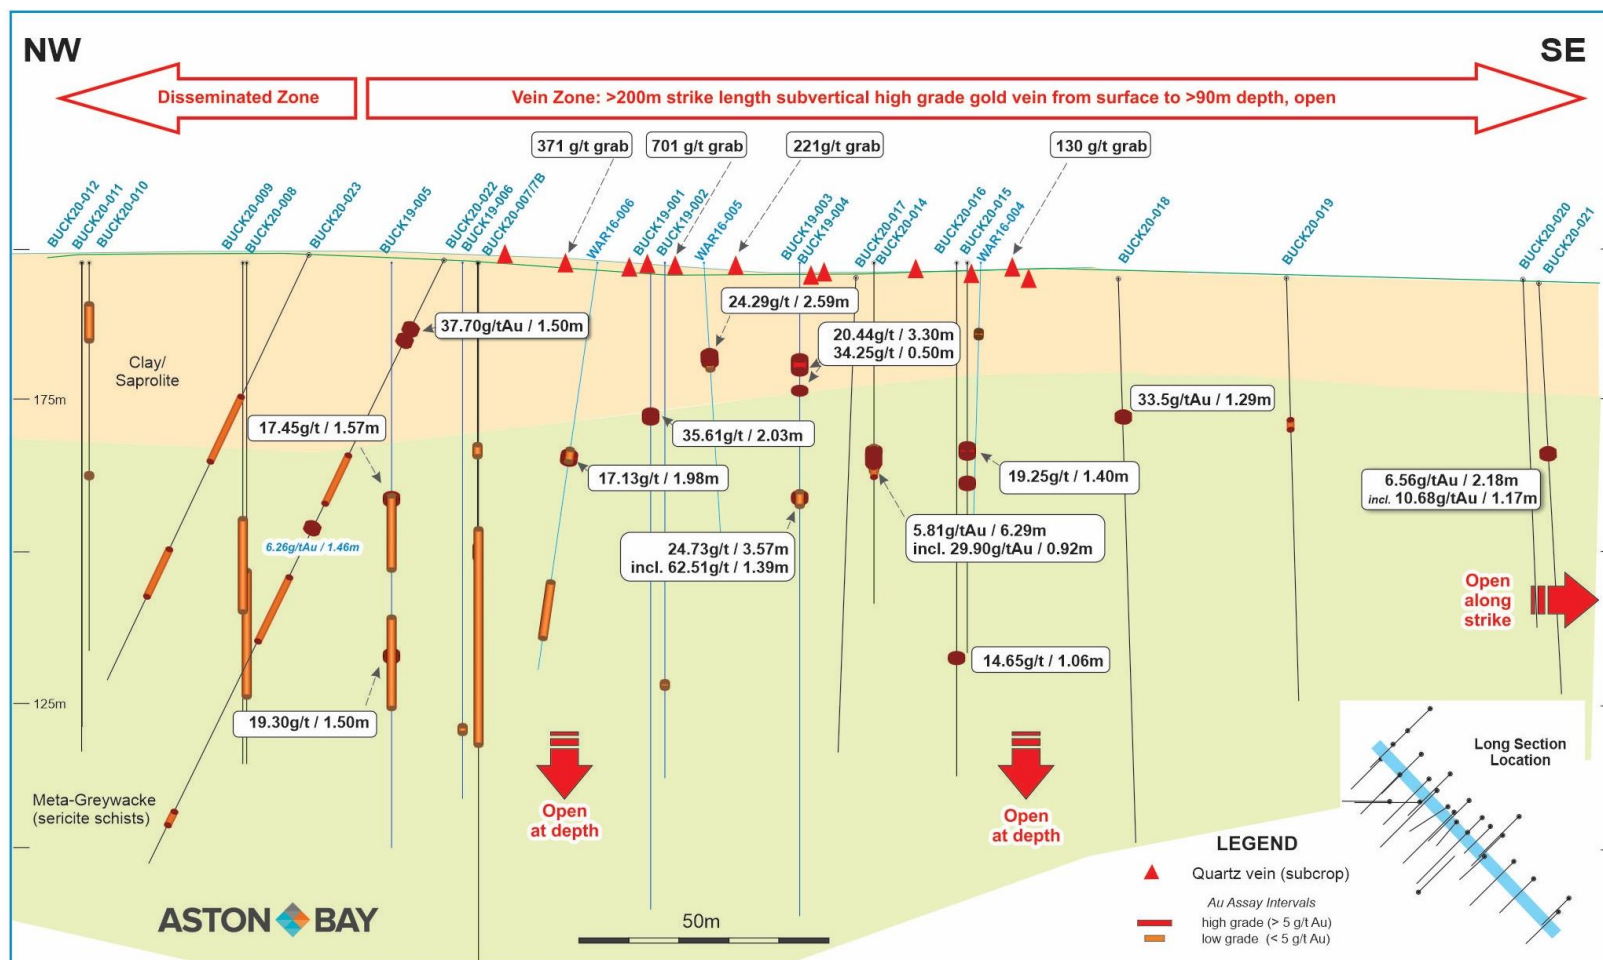 NW
SE
Disseminated Zone
Vein Zone: >200m strike length subvertical high grade gold vein from surface to >90m depth, open
371 g/t grab
701 g/t grab
221g/t grab
130 g/t grab
BUCK20-012
BUCK20-011
BUCK20-010
BUCK20-009
BUCK20-008
BUCK20-023
BUCK19-005
BUCK20-022
BUCK19-006
BUCK20-007/7B
WAR16-006
BUCK19-001
BUCK19-002
WAR16-005
BUCK19-003
BUCK19-004
BUCK20-017
BUCK20-014
BUCK20-016
BUCK20-015
WAR16-004
BUCK20-018
BUCK20-019
BUCK20-020
BUCK20-021
24.29g/t / 2.59m
37.70g/tAu / 1.50m
20.44g/t / 3.30m
34.25g/t / 0.50m
Clay/
Saprolite
175m
33.5g/tAu / 1.29m
17.45g/t / 1.57m
35.61g/t / 2.03m
17.13g/t / 1.98m
19.25g/t / 1.40m
6.56g/tAu / 2.18m
incl. 10.68g/tAu / 1.17m
5.81g/tAu / 6.29m
incl. 29.90g/tAu / 0.92m
6.26g/tAu / 1.46m
24.73g/t / 3.57m
incl. 62.51g/t / 1.39m
Open
along
strike
14.65g/t / 1.06m
125m
19.30g/t / 1.50m
Long Section
Location
Meta-Greywacke
(sericite schists)
Open
at depth
Open
at depth
LEGEND
Quartz vein (subcrop)
Au Assay Intervals
high grade (> 5 g/t Au)
low grade (< 5 g/t Au)
ASTON BAY
50m